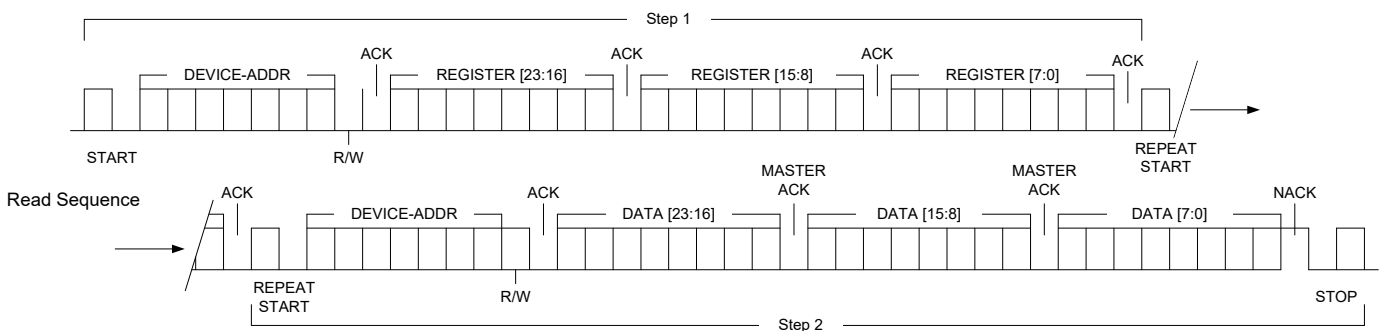 Step 1
ACK ACK ACK ACK
DEVICE-ADDR REGISTER [23:16] REGISTER [15:8] REGISTER [7:0]
START R/W REPEAT
START
Read Sequence
ACK ACK MASTER
ACK MASTER
ACK NACK
DEVICE-ADDR DATA [23:16] DATA [15:8] DATA [7:0]
REPEAT
START R/W STOP
Step 2